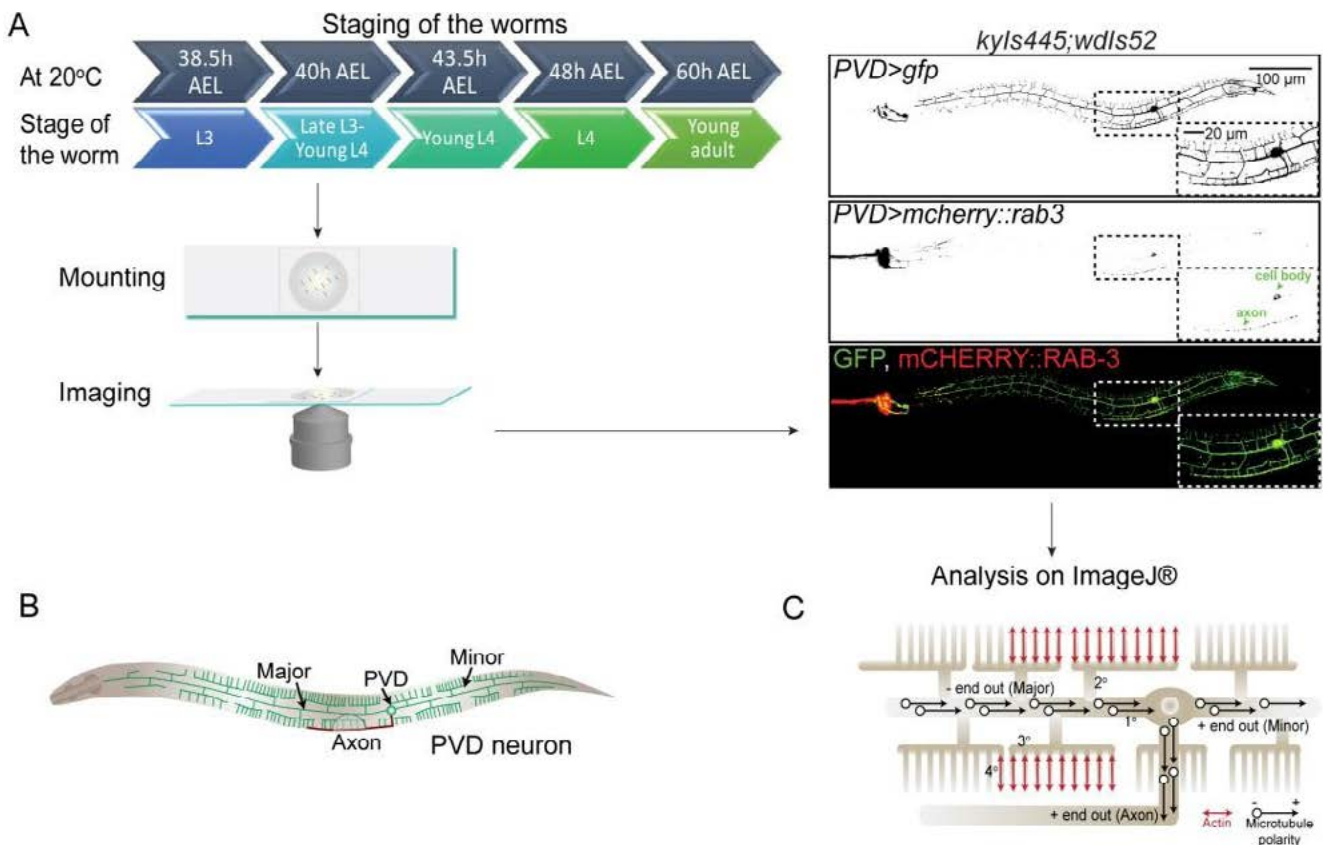 A
Staging of the worms
At 20°C
38.5h
AEL
40h AEL
43.5h
AEL
48h AEL
60h AEL
Stage of
the worm
L3
Late L3-
Young L4
Young L4
L4
Young
adult
Mounting
Imaging
kyIs445;wdIs52
PVD>gfp
100 µm
20 µm
PVD>mcherry::rab3
cell body
axon
GFP, mCHERRY::RAB-3
Analysis on ImageJ®
B
Major
PVD
Minor
Axon
PVD neuron
C
- end out (Major)
2°
1°
+ end out (Minor)
3°
4°
+ end out (Axon)
Actin
- +
Microtubule
polarity